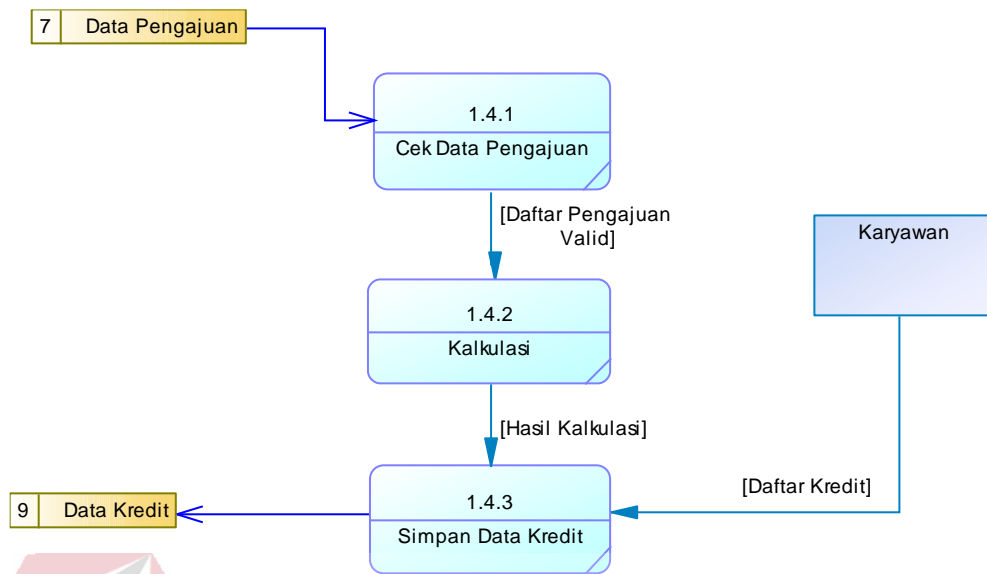 7 Data Pengajuan
1.4.1
Cek Data Pengajuan
[Daftar Pengajuan
Valid]
Karyawan
1.4.2
Kalkulasi
[Hasil Kalkulasi]
[Daftar Kredit]
1.4.3
Simpan Data Kredit
9 Data Kredit